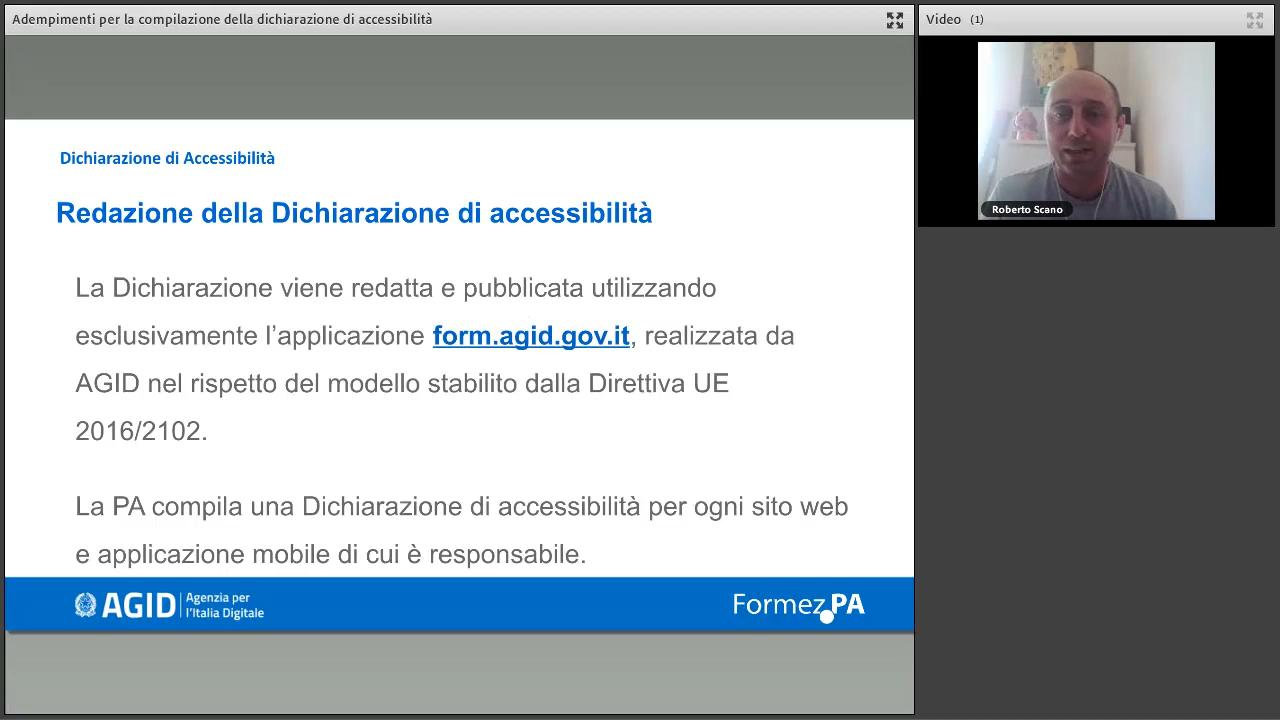 Adempimenti per la compilazione della dichiarazione di accessibilità
Video (1)
Roberto Scano
Dichiarazione di Accessibilità
Redazione della Dichiarazione di accessibilità
La Dichiarazione viene redatta e pubblicata utilizzando
esclusivamente l’applicazione form.agid.gov.it, realizzata da
AGID nel rispetto del modello stabilito dalla Direttiva UE
2016/2102.
La PA compila una Dichiarazione di accessibilità per ogni sito web
e applicazione mobile di cui è responsabile.
AGID
Agenzia per
l’Italia Digitale
Formez.PA